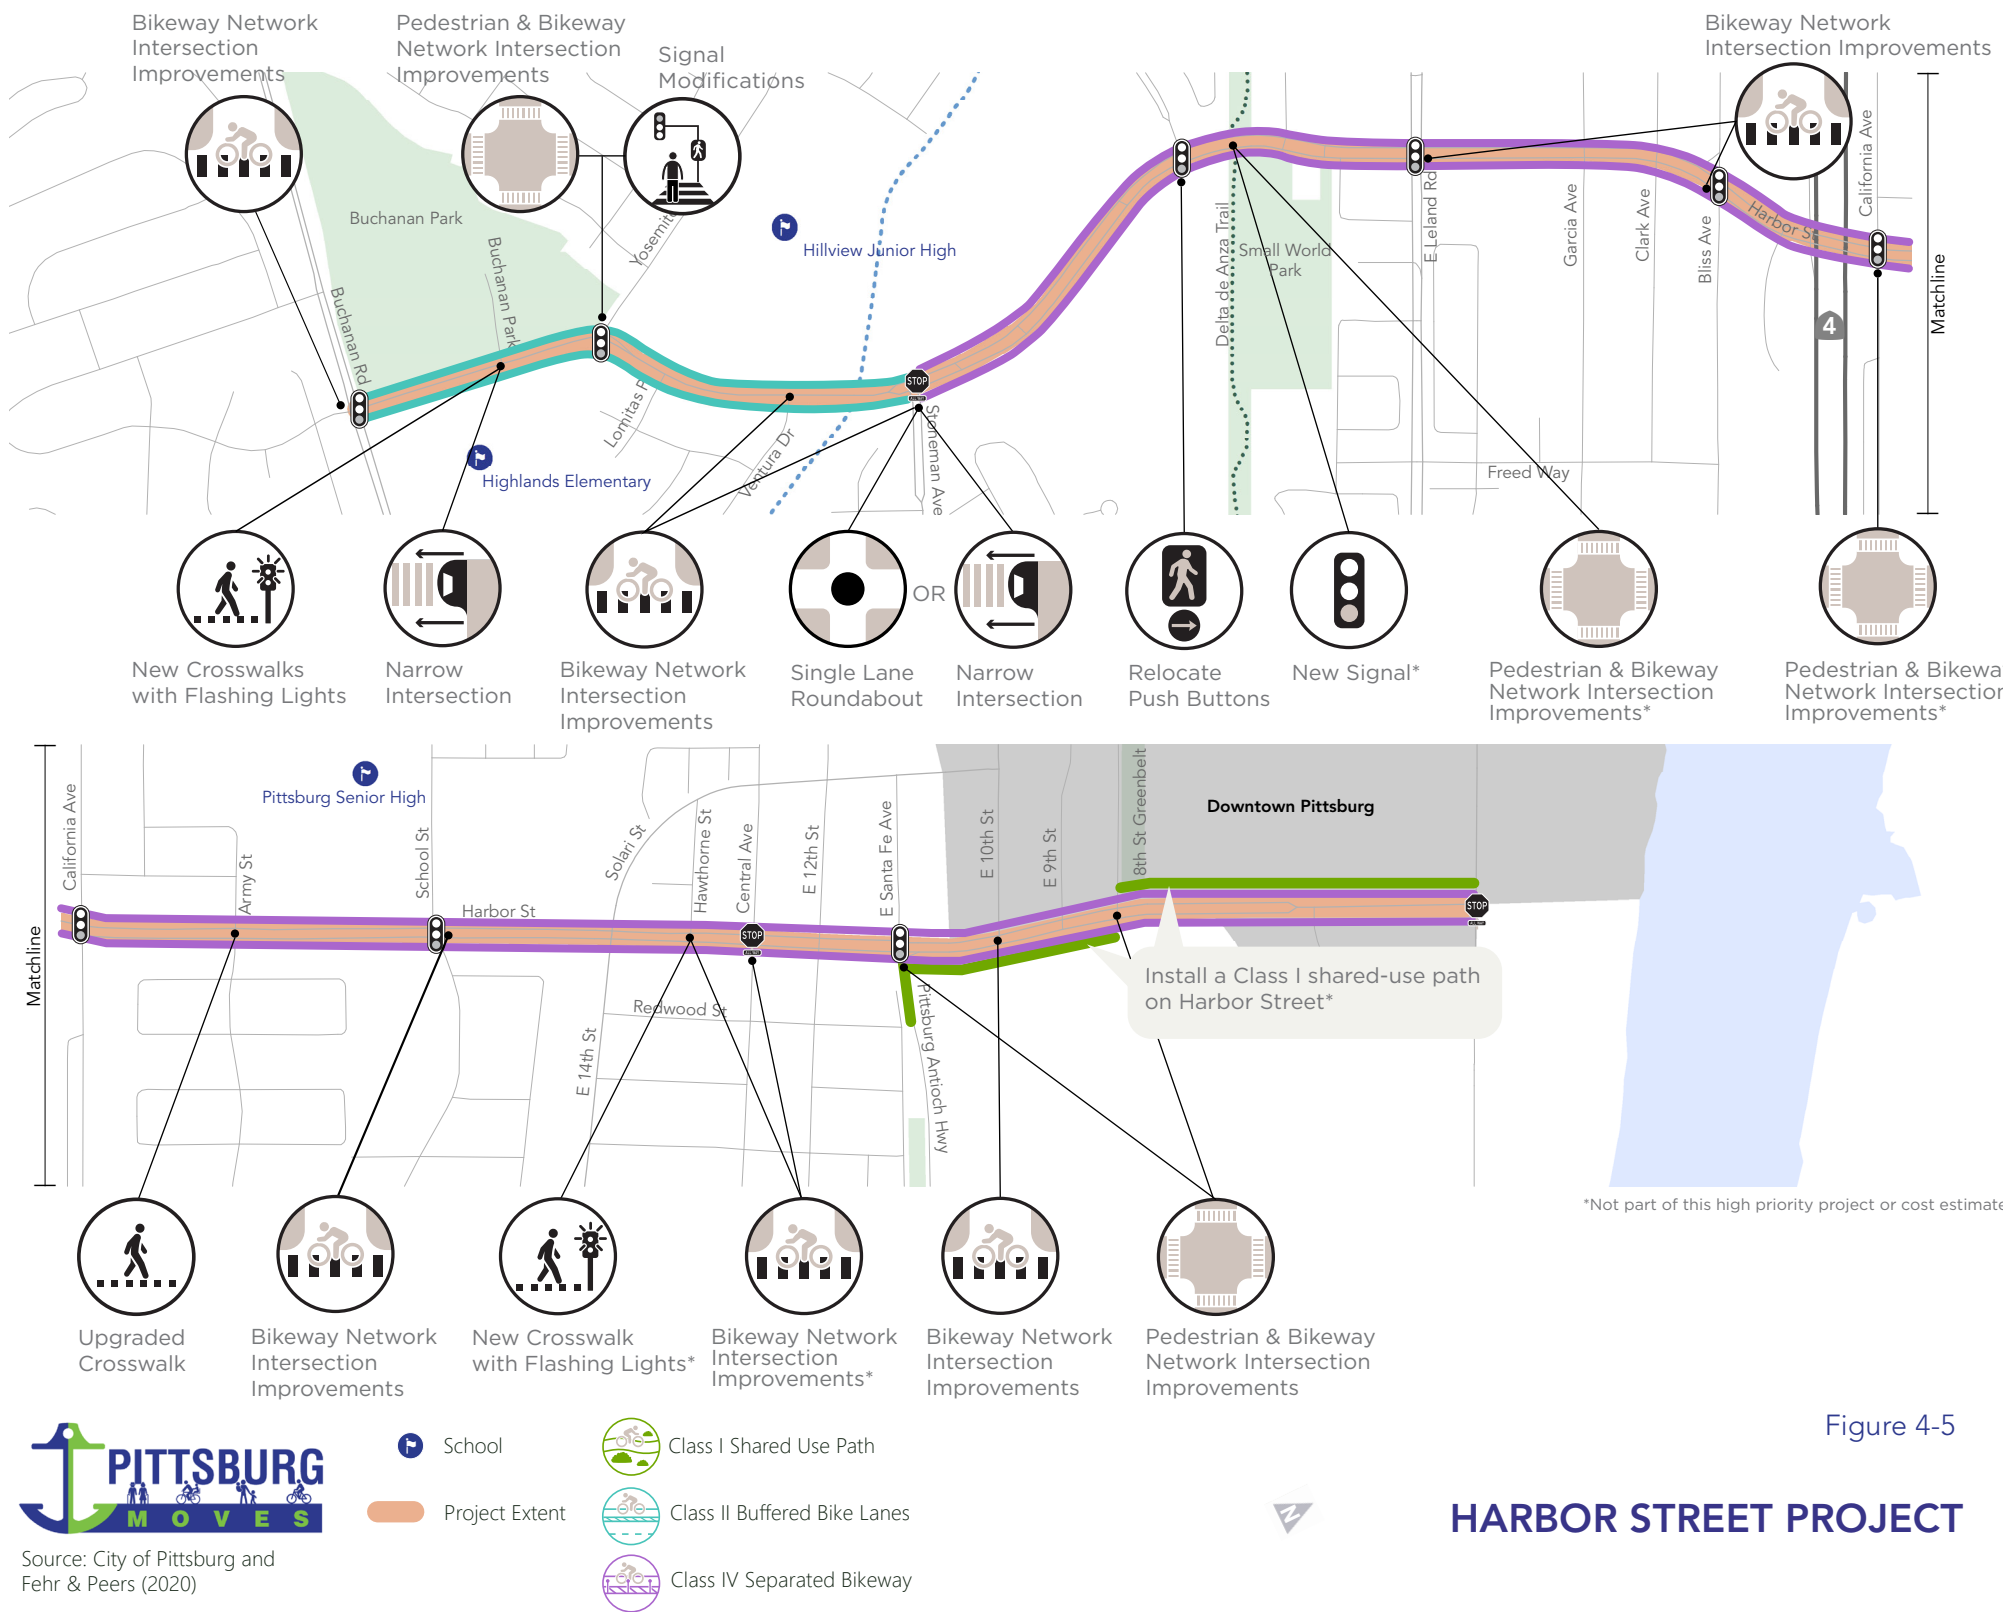 Bikeway Network
Intersection
Improvements
Pedestrian & Bikeway
Network Intersection
Improvements
Signal
Modifications
Bikeway Network
Intersection Improvements
Buchanan Park
Buchanan Park
Buchanan Rd
Hillview Junior High
Highlands Elementary
Ventura Dr
STOP
Stoneman Ave
Delta de Anza Trail
Small World
Park
E Leland Rd
Garcia Ave
Clark Ave
Bliss Ave
Freed Way
Harbor St
4
California Ave
Matchline
OR
New Crosswalks
with Flashing Lights
Narrow
Intersection
Bikeway Network
Intersection
Improvements
Single Lane
Roundabout
Narrow
Intersection
Relocate
Push Buttons
New Signal*
Pedestrian & Bikeway
Network Intersection
Improvements*
Pedestrian & Bikewa
Network Intersection
Improvements*
Matchline
California Ave
Pittsburg Senior High
Army St
School St
Harbor St
Solari St
Hawthorne St
Central Ave
STOP
E 12th St
E Santa Fe Ave
E 10th St
E 9th St
8th St Greenbelt
Downtown Pittsburg
STOP
Redwood St
E 14th St
Pittsburg Antioch Hwy
Install a Class I shared-use path
on Harbor Street*
*Not part of this high priority project or cost estimate
Upgraded
Crosswalk
Bikeway Network
Intersection
Improvements
New Crosswalk
with Flashing Lights*
Bikeway Network
Intersection
Improvements*
Bikeway Network
Intersection
Improvements
Pedestrian & Bikeway
Network Intersection
Improvements
PITTSBURG
MOVES
Source: City of Pittsburg and
Fehr & Peers (2020)
School
Project Extent
Class I Shared Use Path
Class II Buffered Bike Lanes
Class IV Separated Bikeway
N
Figure 4-5
HARBOR STREET PROJECT